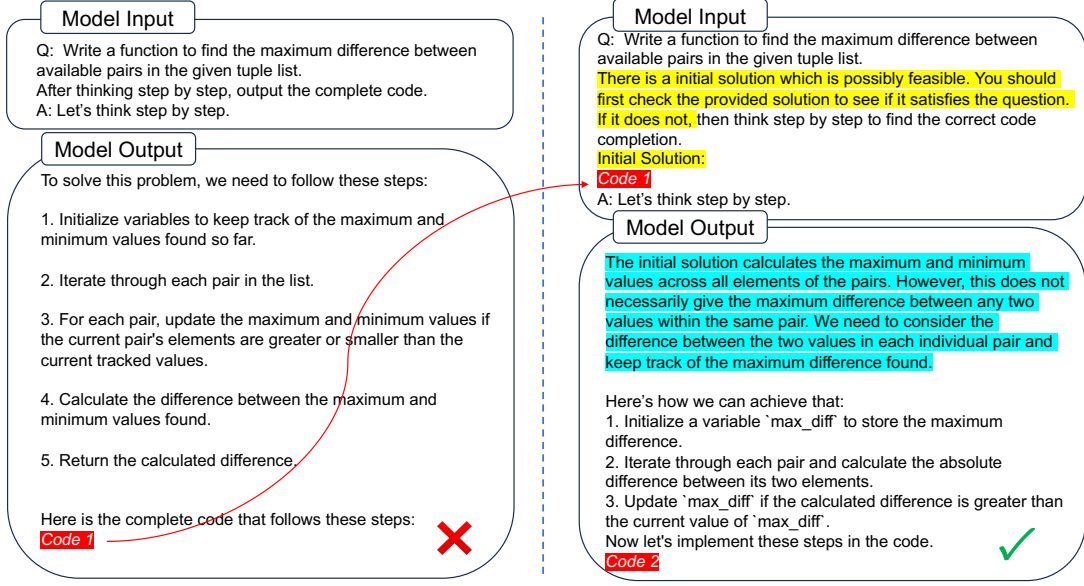 Model Input
Q: Write a function to find the maximum difference between
available pairs in the given tuple list.
After thinking step by step, output the complete code.
A: Let's think step by step.
Model Output
To solve this problem, we need to follow these steps:
1. Initialize variables to keep track of the maximum and
minimum values found so far.
2. Iterate through each pair in the list.
3. For each pair, update the maximum and minimum values if
the current pair's elements are greater or smaller than the
current tracked values.
4. Calculate the difference between the maximum and
minimum values found.
5. Return the calculated difference.
Here is the complete code that follows these steps:
Code 1
Model Input
Q: Write a function to find the maximum difference between
available pairs in the given tuple list.
There is a initial solution which is possibly feasible. You should
first check the provided solution to see if it satisfies the question.
If it does not, then think step by step to find the correct code
completion.
Initial Solution:
Code 1
A: Let's think step by step.
Model Output
The initial solution calculates the maximum and minimum
values across all elements of the pairs. However, this does not
necessarily give the maximum difference between any two
values within the same pair. We need to consider the
difference between the two values in each individual pair and
keep track of the maximum difference found.
Here's how we can achieve that:
1. Initialize a variable `max_diff` to store the maximum
difference.
2. Iterate through each pair and calculate the absolute
difference between its two elements.
3. Update `max_diff` if the calculated difference is greater than
the current value of `max_diff`.
Now let's implement these steps in the code.
Code 2